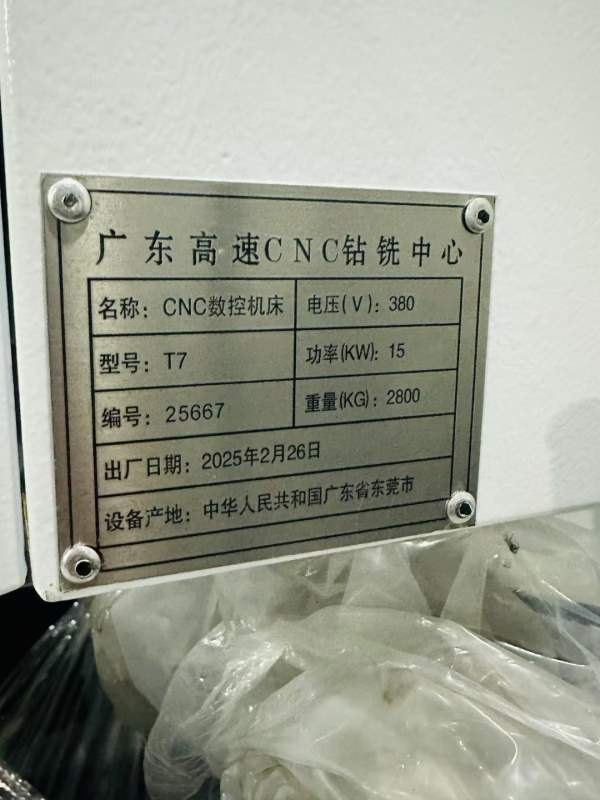 广东高速CNC钻铣中心
名称：CNC数控机床 电压(V)：380
型号：T7 功率(KW)：15
编号：25667 重量(KG)：2800
出厂日期：2025年2月26日
设备产地：中华人民共和国广东省东莞市